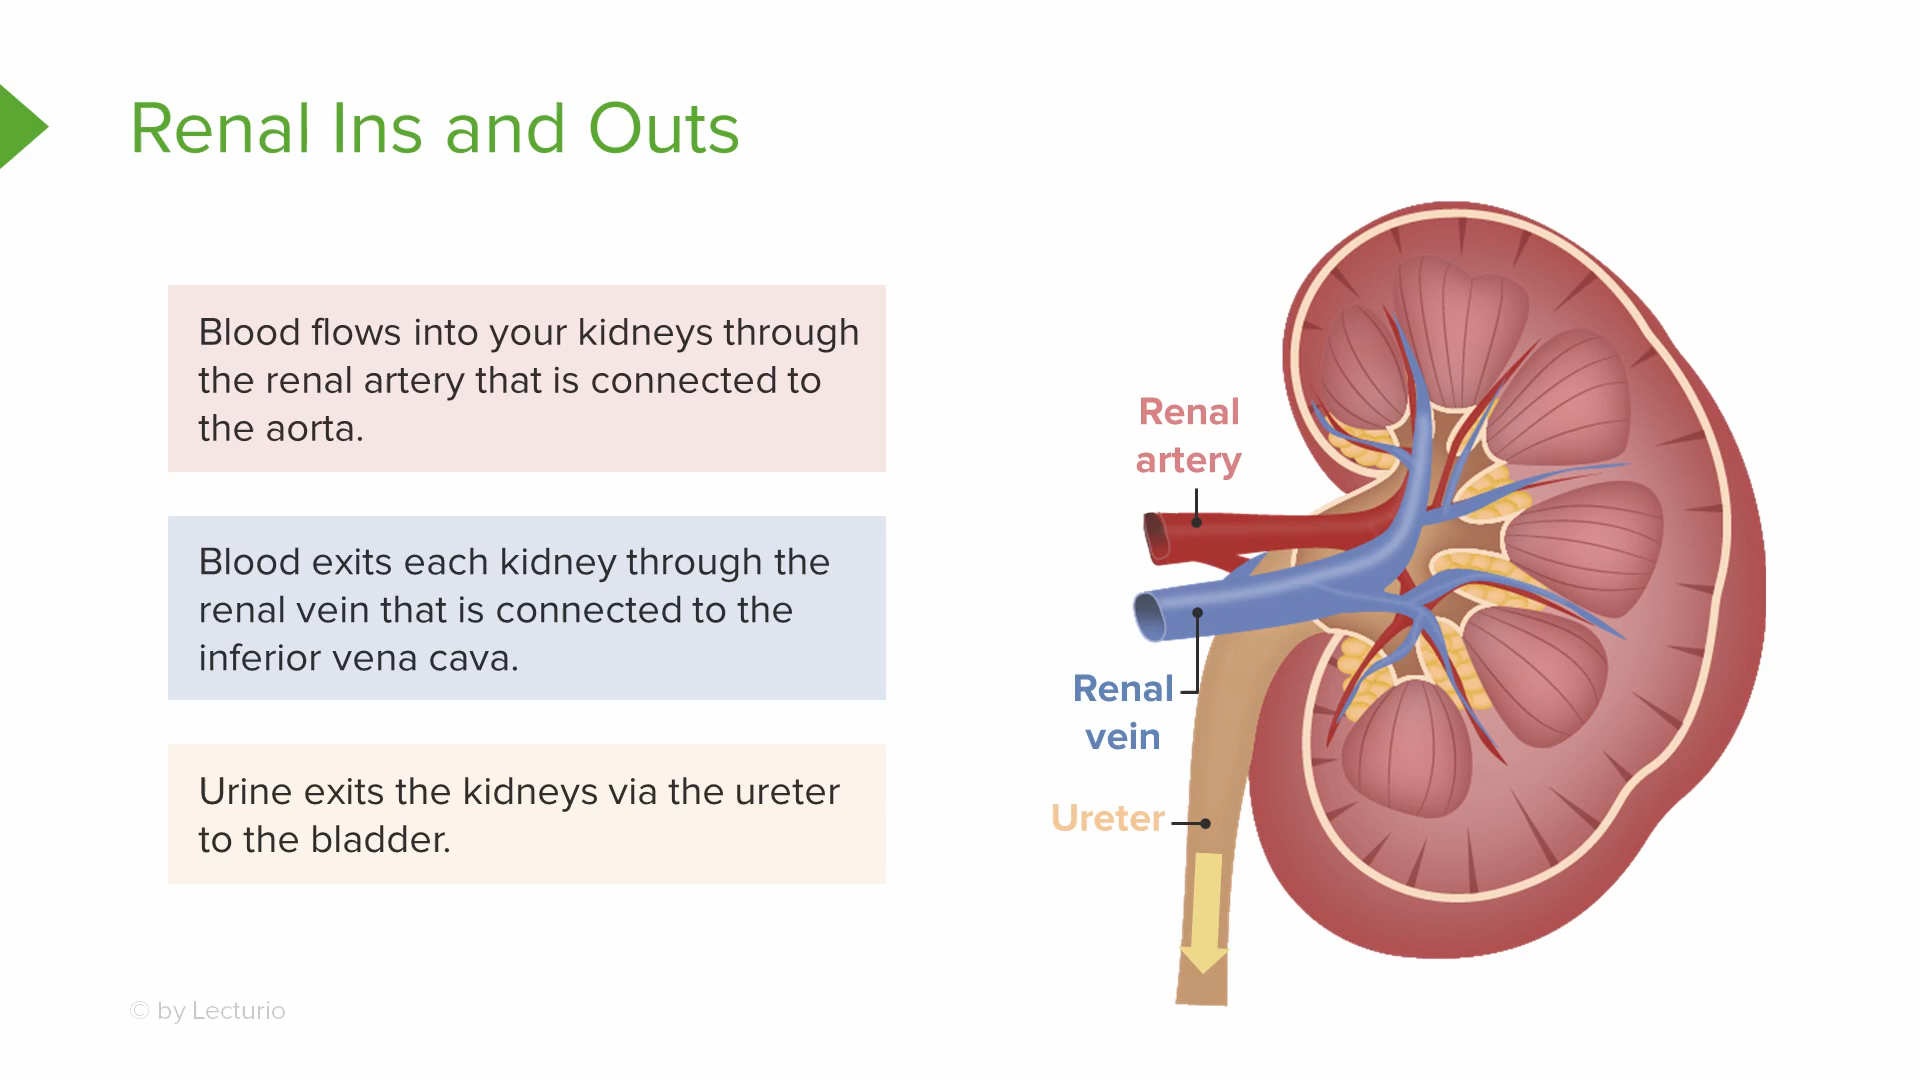 Renal Ins and Outs
Blood flows into your kidneys through
the renal artery that is connected to
the aorta.
Blood exits each kidney through the
renal vein that is connected to the
inferior vena cava.
Urine exits the kidneys via the ureter
to the bladder.
Renal
artery
Renal
vein
Ureter
© by Lecturio